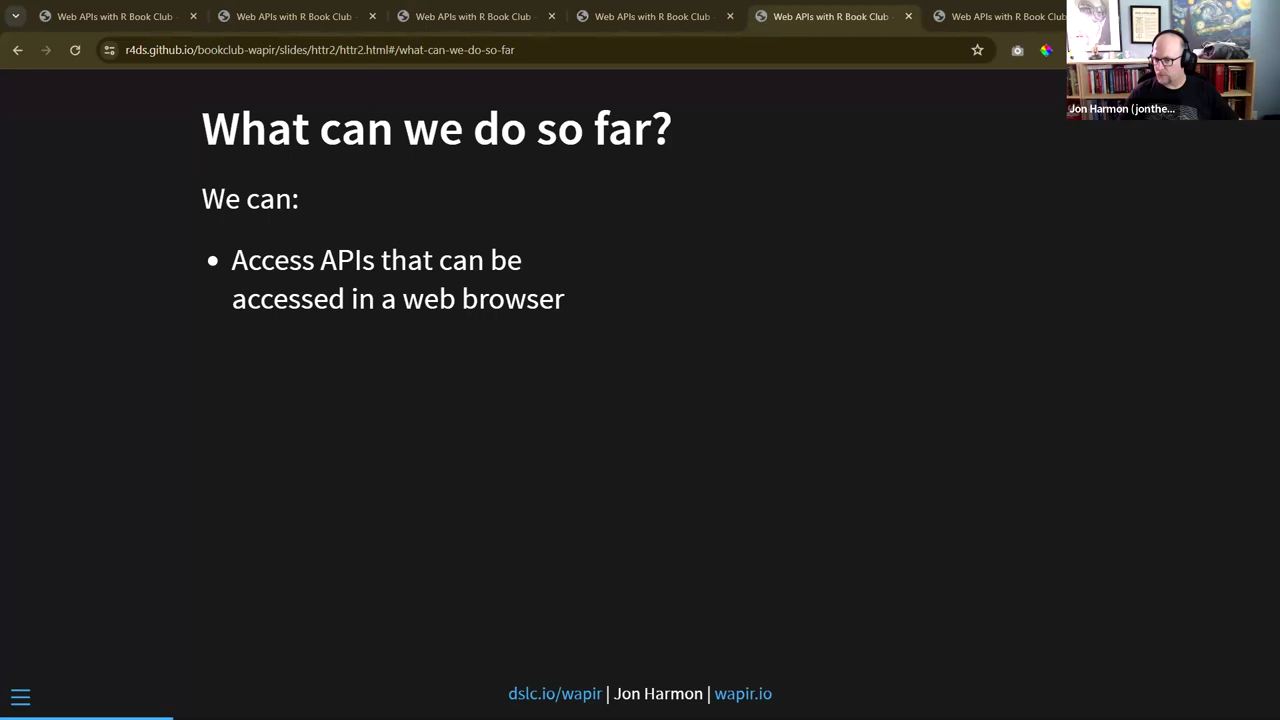 Web APIs with R Book Club
Web APIs with R Book Club
Web APIs with R Book Club
Web APIs with R Book Club
Web APIs with R Book Club
Web APIs with R Book Club
r4ds.github.io/bookclub-wapir/slides/httr2/httr2.html#/what-can-we-do-so-far
Jon Harmon (jonthe...
What can we do so far?
We can:
• Access APIs that can be
accessed in a web browser
dslc.io/wapir | Jon Harmon | wapir.io